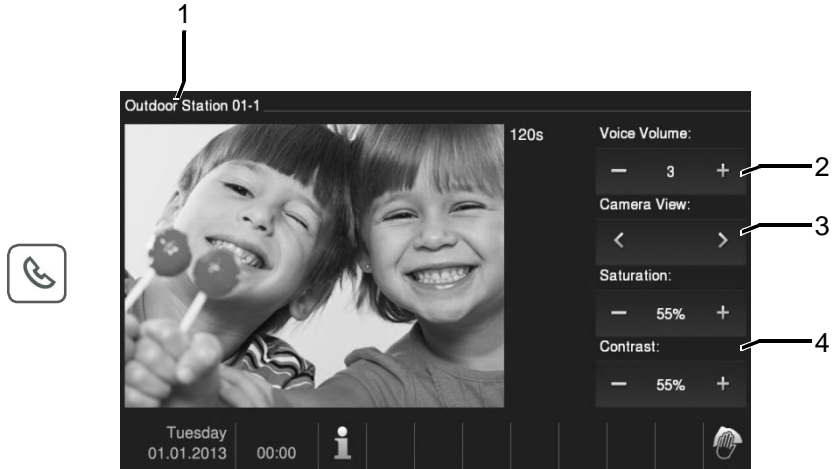 1
Outdoor Station 01-1
120s
Voice Volume:
− 3 +
2
Camera View:
< >
3
Saturation:
− 55% +
Contrast:
4
− 55% +
Tuesday
01.01.2013
00:00
i